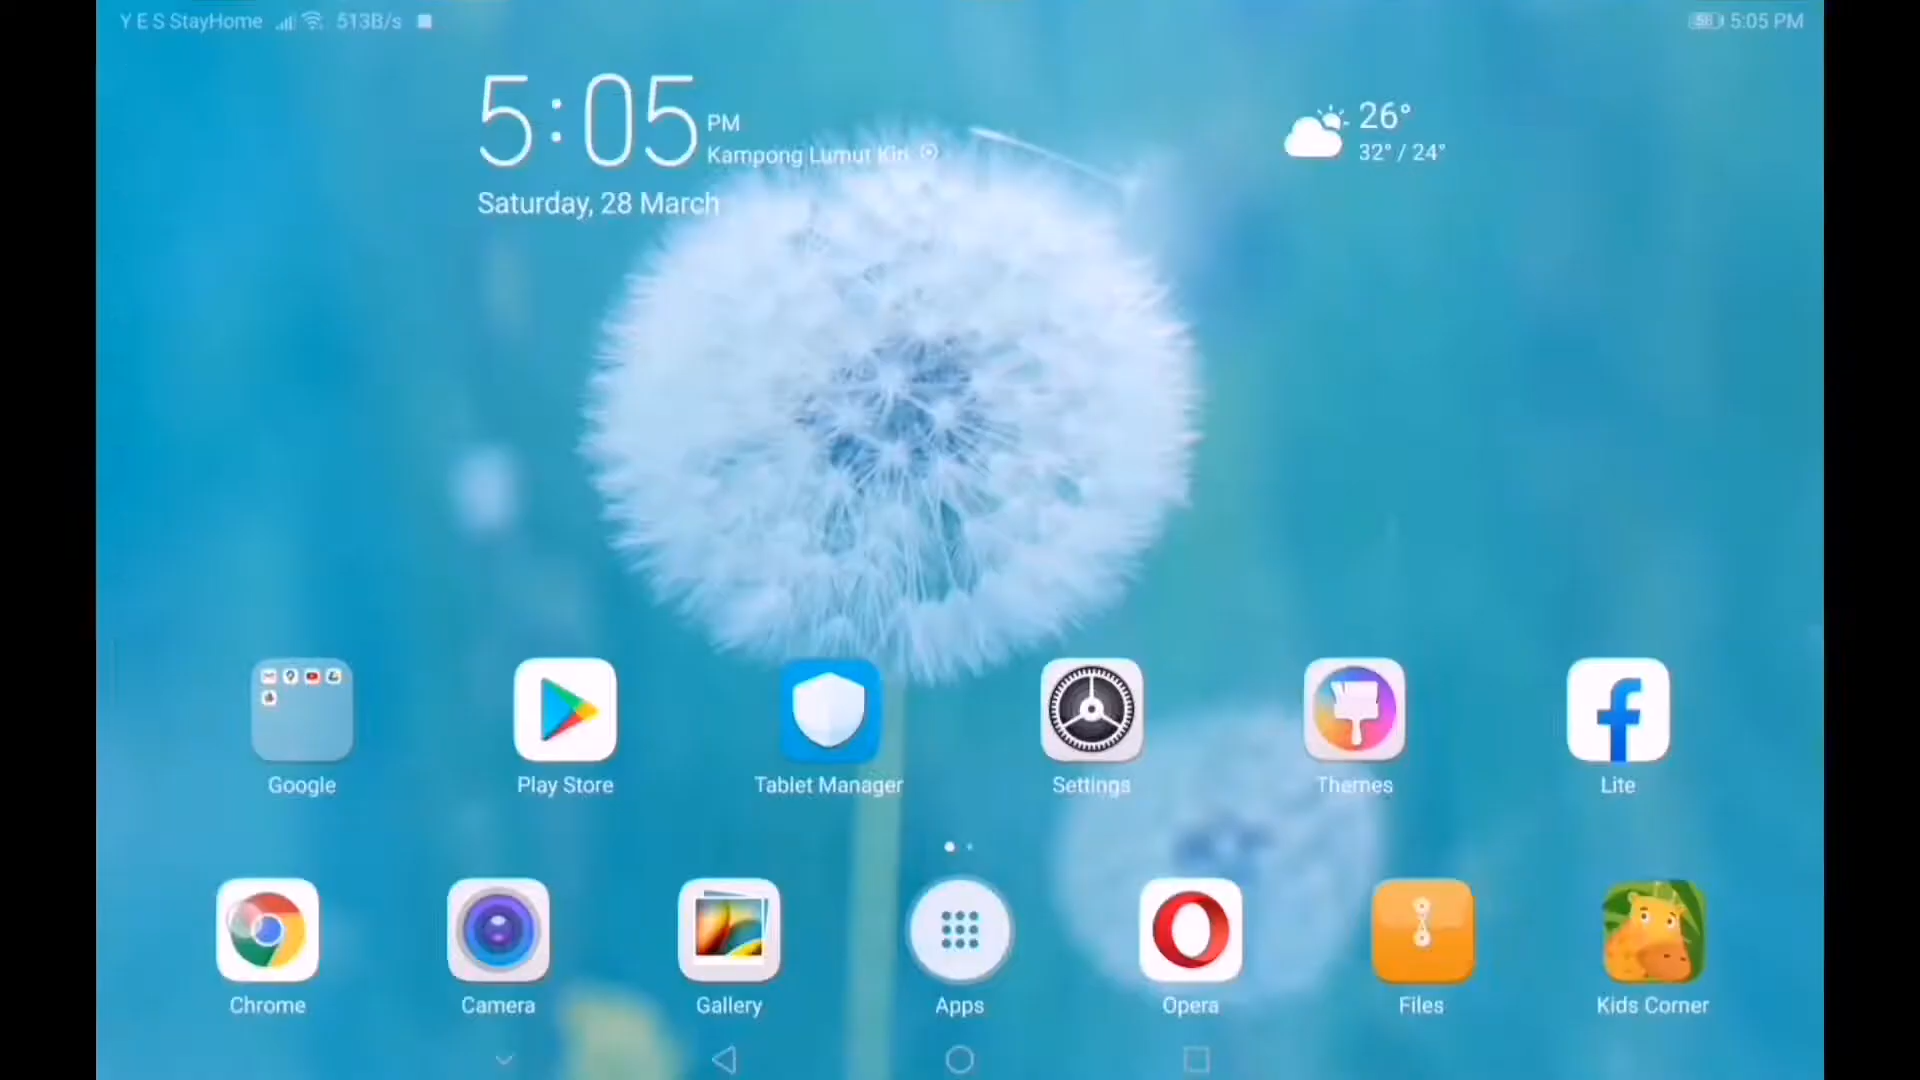 Y E S StayHome 513B/s 58 5:05 PM
5:05 PM
Kampong Lumut Kiri
Saturday, 28 March
26°
32° / 24°
Google Play Store Tablet Manager Settings Themes Lite
Chrome Camera Gallery Apps Opera Files Kids Corner